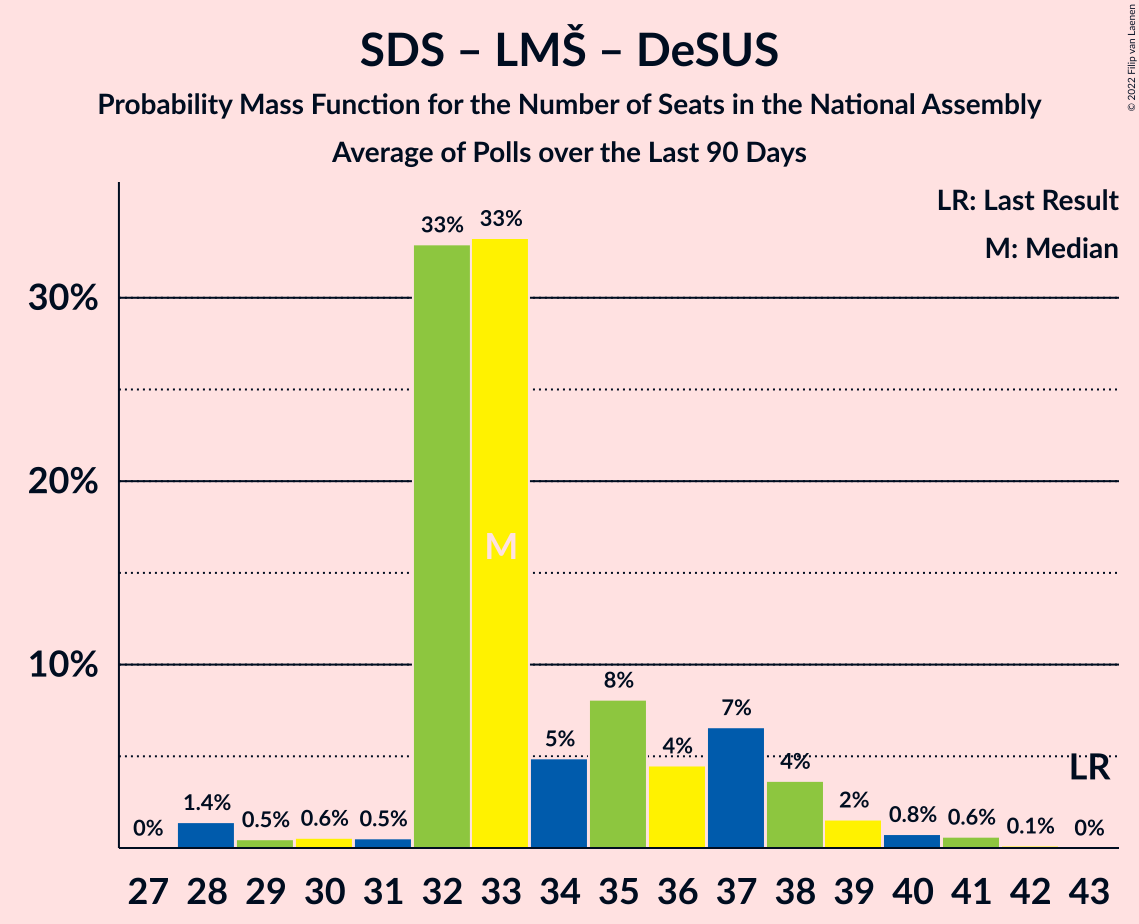 SDS – LMŠ – DeSUS
Probability Mass Function for the Number of Seats in the National Assembly
Average of Polls over the Last 90 Days
© 2022 Filip van Laenen
LR: Last Result
M: Median
30%
20%
10%
0%
1.4%
0.5%
0.6%
0.5%
33%
33%
5%
8%
4%
7%
4%
2%
0.8%
0.6%
0.1%
0%
M
LR
27 28 29 30 31 32 33 34 35 36 37 38 39 40 41 42 43